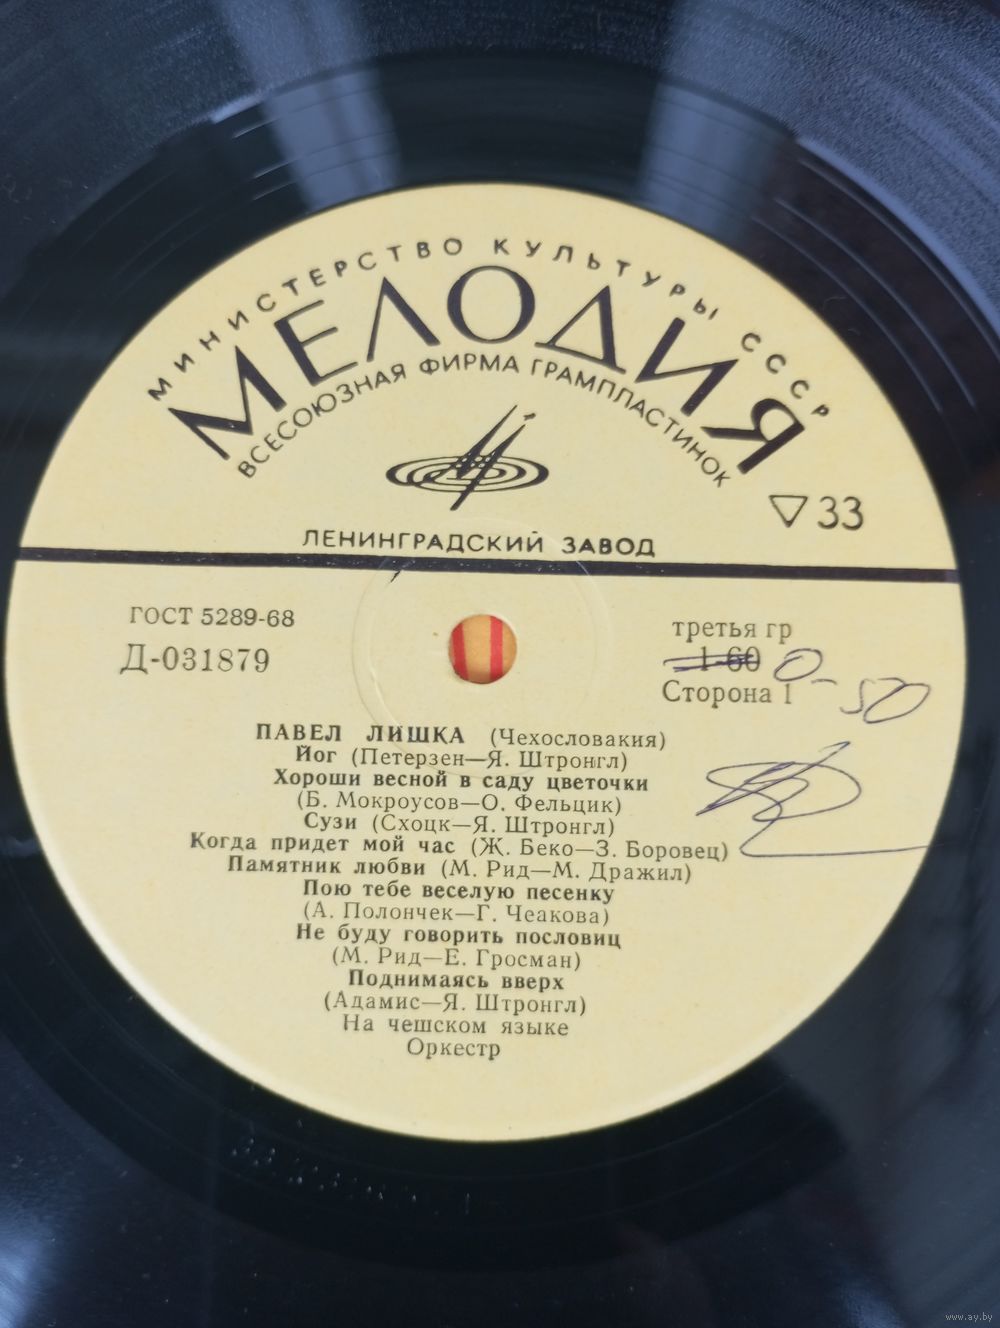 МИНИСТЕРСТВО КУЛЬТУРЫ СССР
МЕЛОДИЯ
ВСЕСОЮЗНАЯ ФИРМА ГРАМПЛАСТИНОК
▽33
ЛЕНИНГРАДСКИЙ ЗАВОД
ГОСТ 5289-68
третья гр
Д-031879
1-60 0-50
Сторона 1
ПАВЕЛ ЛИШКА (Чехословакия)
Йог (Петерзен—Я. Штронгл)
Хороши весной в саду цветочки
(Б. Мокроусов—О. Фельцик)
Сузи (Схоцк—Я. Штронгл)
Когда придет мой час (Ж. Беко—З. Боровец)
Памятник любви (М. Рид—М. Дражил)
Пою тебе веселую песенку
(А. Полончек—Г. Чеакова)
Не буду говорить пословиц
(М. Рид—Е. Гросман)
Поднимаясь вверх
(Адамис—Я. Штронгл)
На чешском языке
Оркестр
www.ay.by